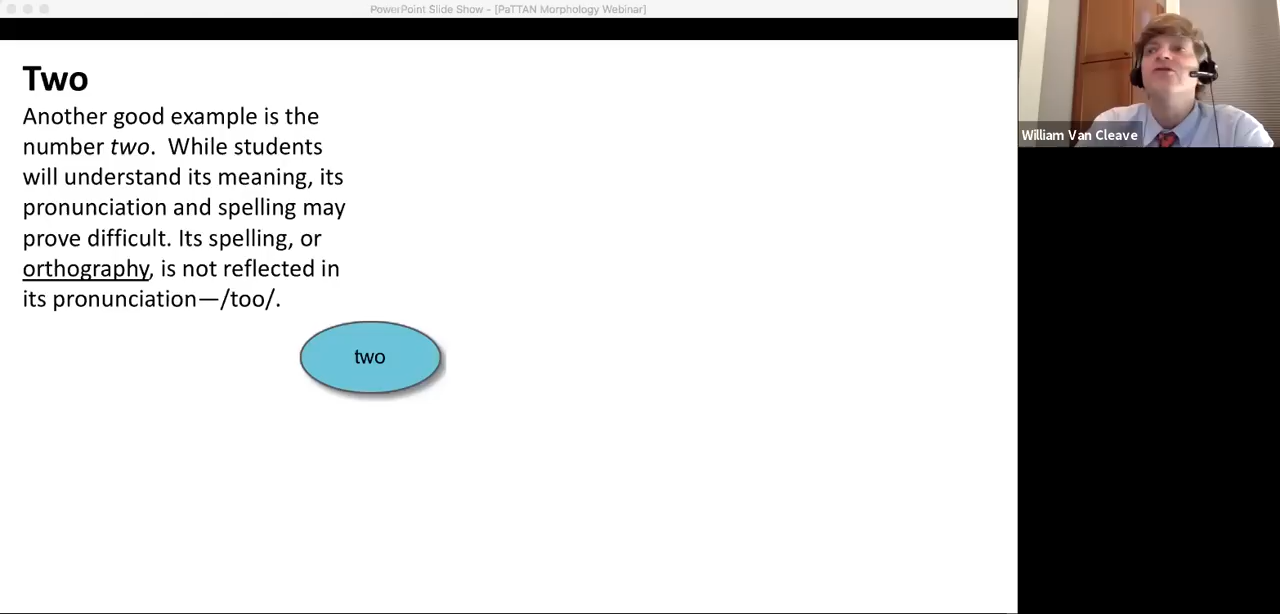 PowerPoint Slide Show - [PaTTAN Morphology Webinar]
Two
Another good example is the
number two.  While students
will understand its meaning, its
pronunciation and spelling may
prove difficult. Its spelling, or
orthography, is not reflected in
its pronunciation—/too/.
two
William Van Cleave